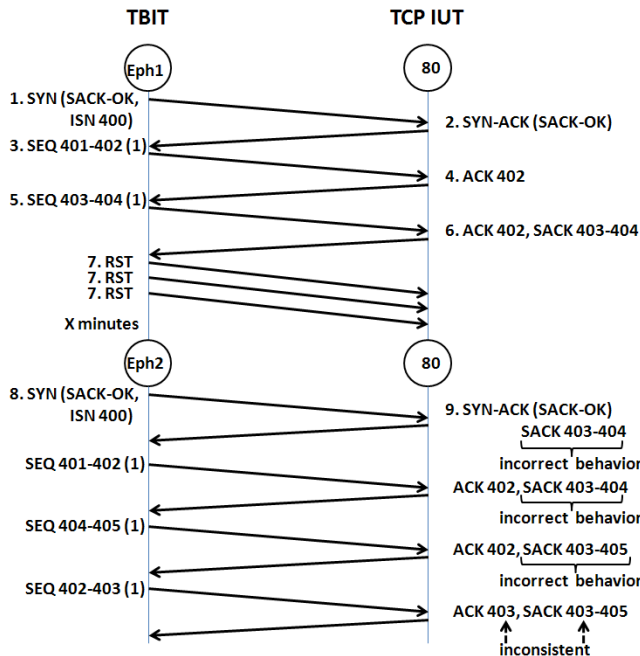 TBIT TCP IUT
Eph1 80
1. SYN (SACK-OK,
ISN 400)
2. SYN-ACK (SACK-OK)
3. SEQ 401-402 (1)
4. ACK 402
5. SEQ 403-404 (1)
6. ACK 402, SACK 403-404
7. RST
7. RST
7. RST
X minutes
Eph2 80
8. SYN (SACK-OK,
ISN 400)
9. SYN-ACK (SACK-OK)
SACK 403-404
incorrect behavior
SEQ 401-402 (1)
ACK 402, SACK 403-404
incorrect behavior
SEQ 404-405 (1)
ACK 402, SACK 403-405
incorrect behavior
SEQ 402-403 (1)
ACK 403, SACK 403-405
inconsistent